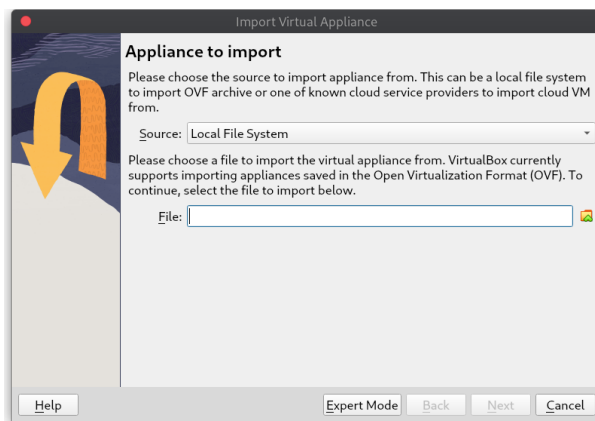 Import Virtual Appliance
Appliance to import
Please choose the source to import appliance from. This can be a local file system
to import OVF archive or one of known cloud service providers to import cloud VM
from.
Source: Local File System
Please choose a file to import the virtual appliance from. VirtualBox currently
supports importing appliances saved in the Open Virtualization Format (OVF). To
continue, select the file to import below.
File:
Help Expert Mode Back Next Cancel